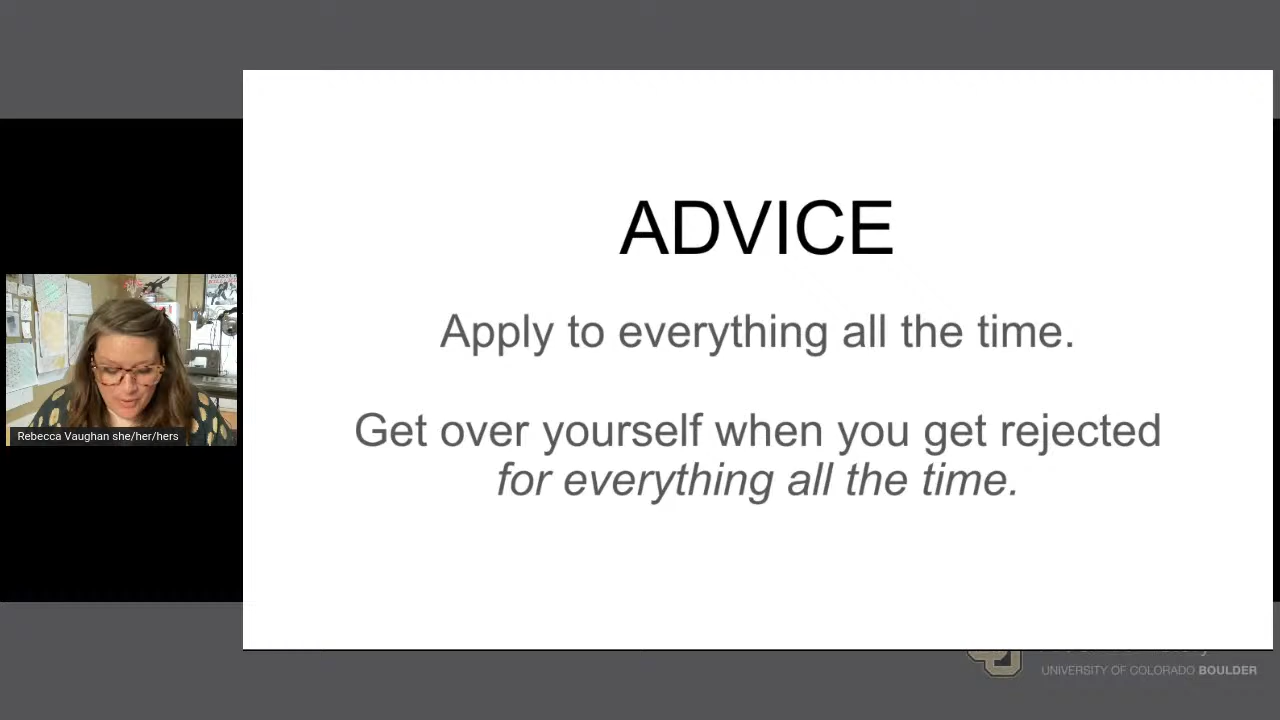 ADVICE
Apply to everything all the time.
Get over yourself when you get rejected
for everything all the time.
Rebecca Vaughan she/her/hers
UNIVERSITY OF COLORADO BOULDER